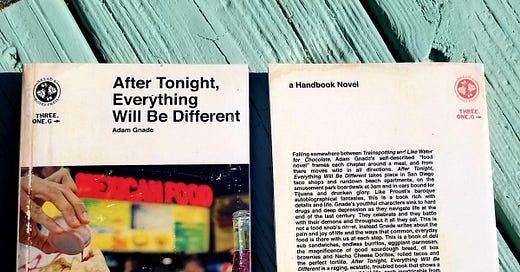 After Tonight,
Everything
Will Be Different
Adam Gnade
THREE.
ONE.G
MEXICAN FOOD
a Handbook Novel
THREE.
ONE.G
Falling somewhere between Trainspotting and Like Water
for Chocolate, Adam Gnade's self-described "food
novel" frames each chapter around a meal, and from
there moves wild in all directions. After Tonight,
Everything Will Be Different takes place in San Diego
taco shops and rundown beach apartments, on the
amusement park boardwalk at 3am and in cars bound for
Tijuana and drunken glory. Like Proust's baroque
autobiographical fantasies, this is a book rich with
details and life. Gnade's youthful characters sink to hard
drugs and deep depression as they navigate life at the
end of the last century. They celebrate and they battle
with their demons and throughout it all they eat. This is
not a food snob's novel. Instead Gnade writes about the
pain and joy of life and the ways that common, everyday
food is there with us at each step. This is a book of deli
sub sandwiches, endless burritos, eggplant parmesan,
the magnificence of good sourdough bread, of box
brownies and Nacho Cheese Doritos, rolled tacos and
the perfect tortilla. After Tonight, Everything Will Be
Different is a raging, ecstatic, troubled book that shows a